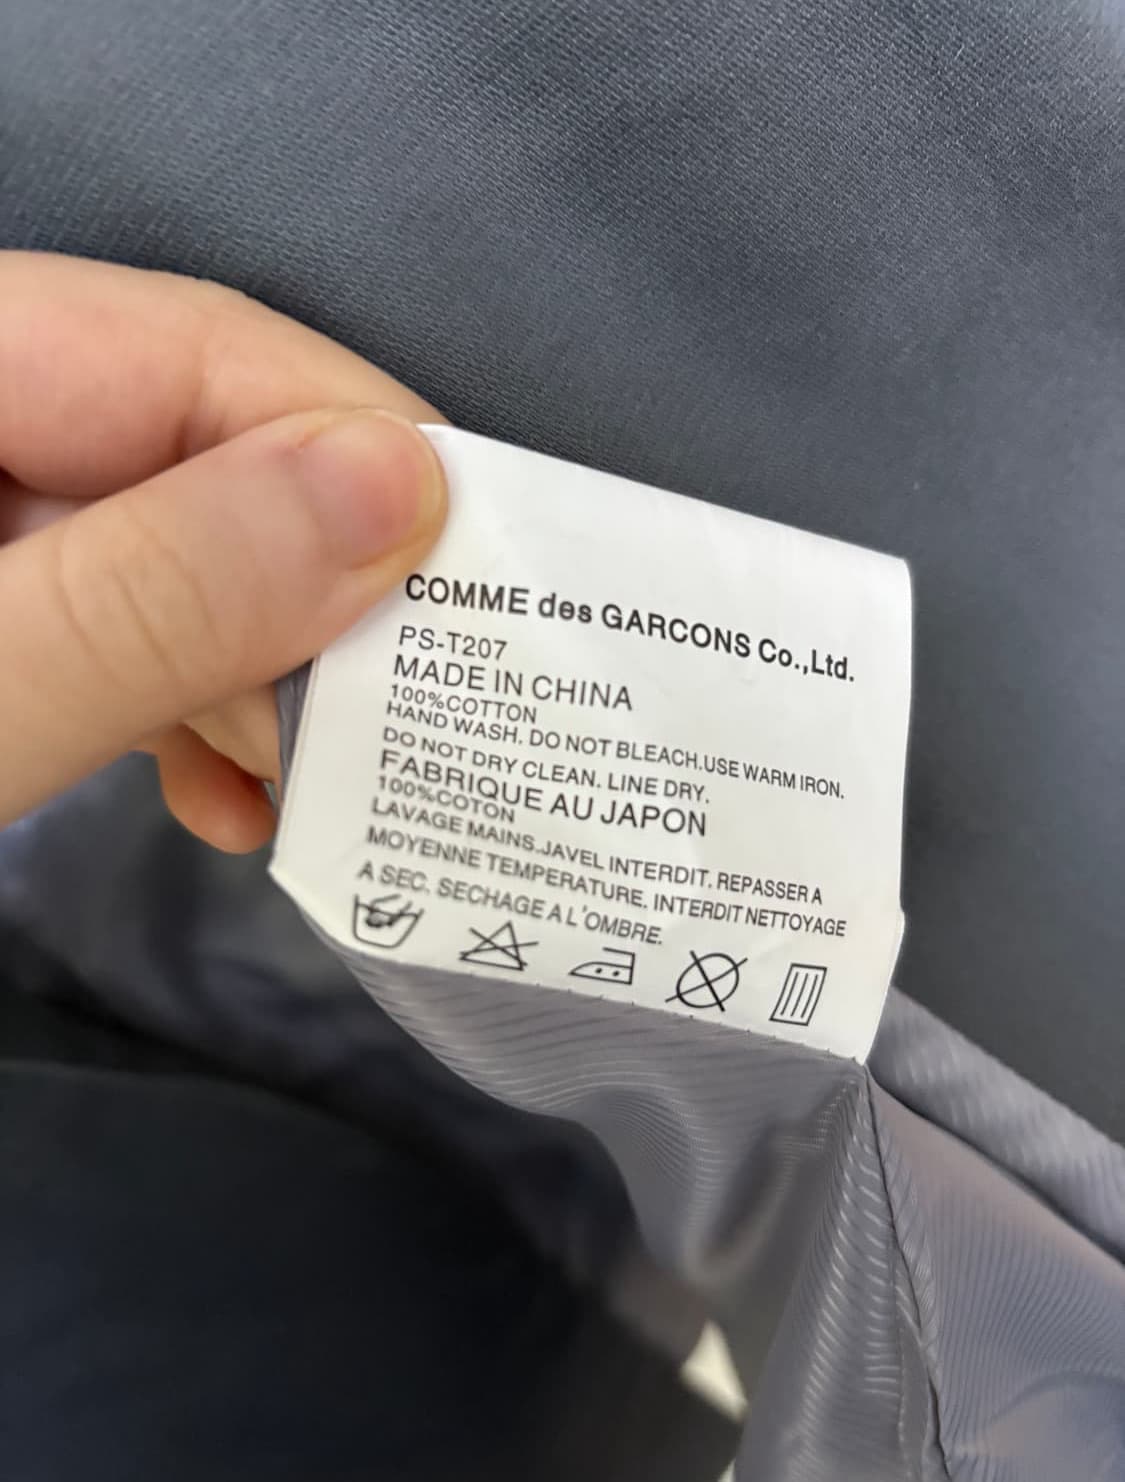 COMME des GARCONS Co.,Ltd.
PS-T207
MADE IN CHINA
100%COTTON
HAND WASH. DO NOT BLEACH.USE WARM IRON.
DO NOT DRY CLEAN. LINE DRY.
FABRIQUE AU JAPON
100%COTON
LAVAGE MAINS.JAVEL INTERDIT. REPASSER A
MOYENNE TEMPERATURE. INTERDIT NETTOYAGE
A SEC. SECHAGE A L'OMBRE.